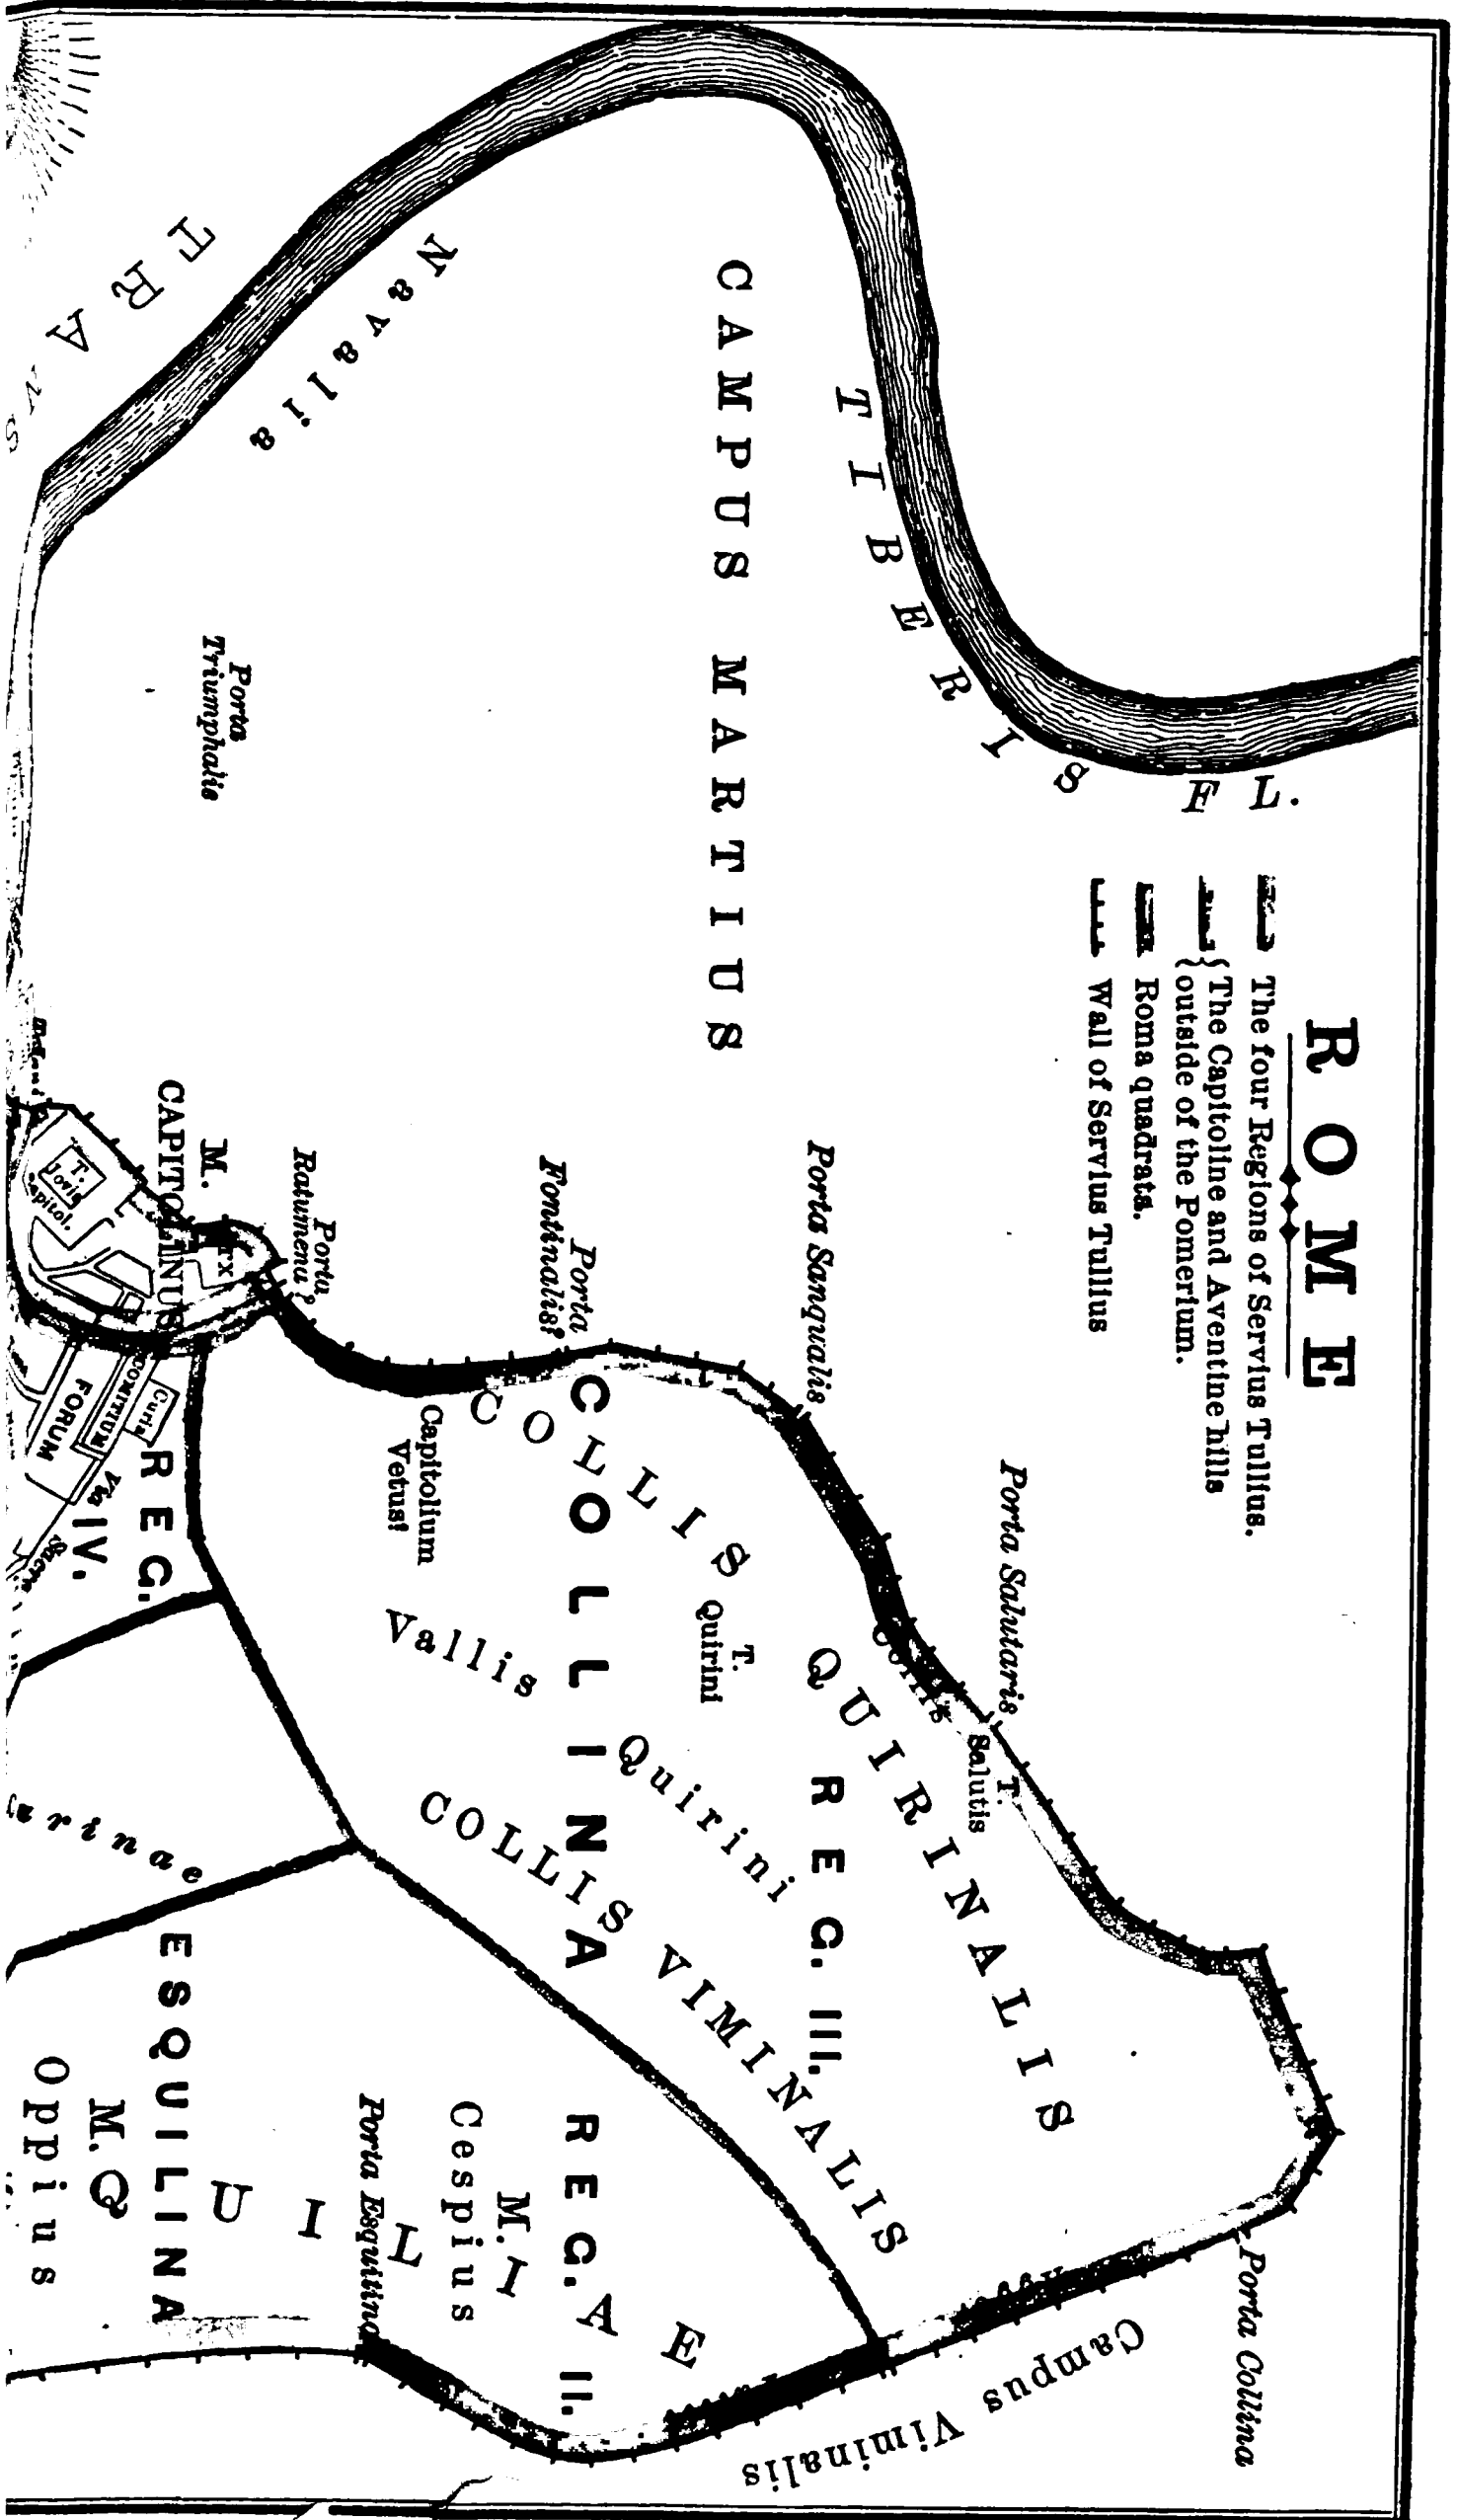 ROME
The four Regions of Servius Tullius.
The Capitoline and Aventine hills
outside of the Pomerium.
Roma quadrata.
Wall of Servius Tullius
TIBERIS FL.
CAMPUS MARTIUS
Navalia
TRANS
Porta
Triumphalis
Porta Collina
Porta Salutaris
T.
Salutis
Porta Sanqualis
COLLIS QUIRINALIS
T.
Quirini
REG. III.
COLLINA
Porta
Fontinalis?
Vallis Quirini
COLLIS VIMINALIS
Campus Viminalis
Capitolium
Vetus?
Porta
Ratumena?
M.
CAPITOLINUS
T.
Jovis
Capitol.
Curia
COMITIUM
FORUM
Via Sacra
REG.
IV.
REG. II.
ESQUILINA
M.
Cespius
Porta Esquilina
QUILIAE
M.
Oppius